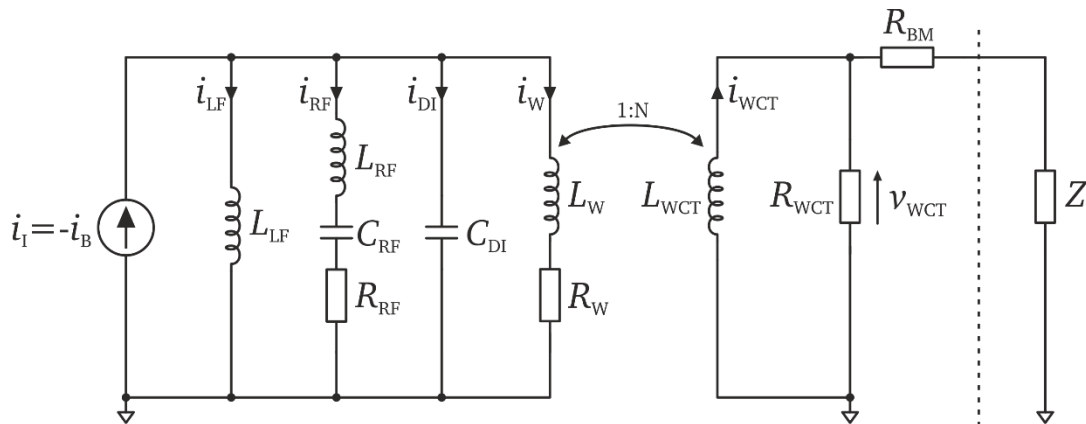 R_BM
i_LF
i_RF
i_DI
i_W
i_WCT
1:N
L_RF
L_W
L_WCT
R_WCT
v_WCT
Z
i_I=-i_B
L_LF
C_RF
C_DI
R_RF
R_W